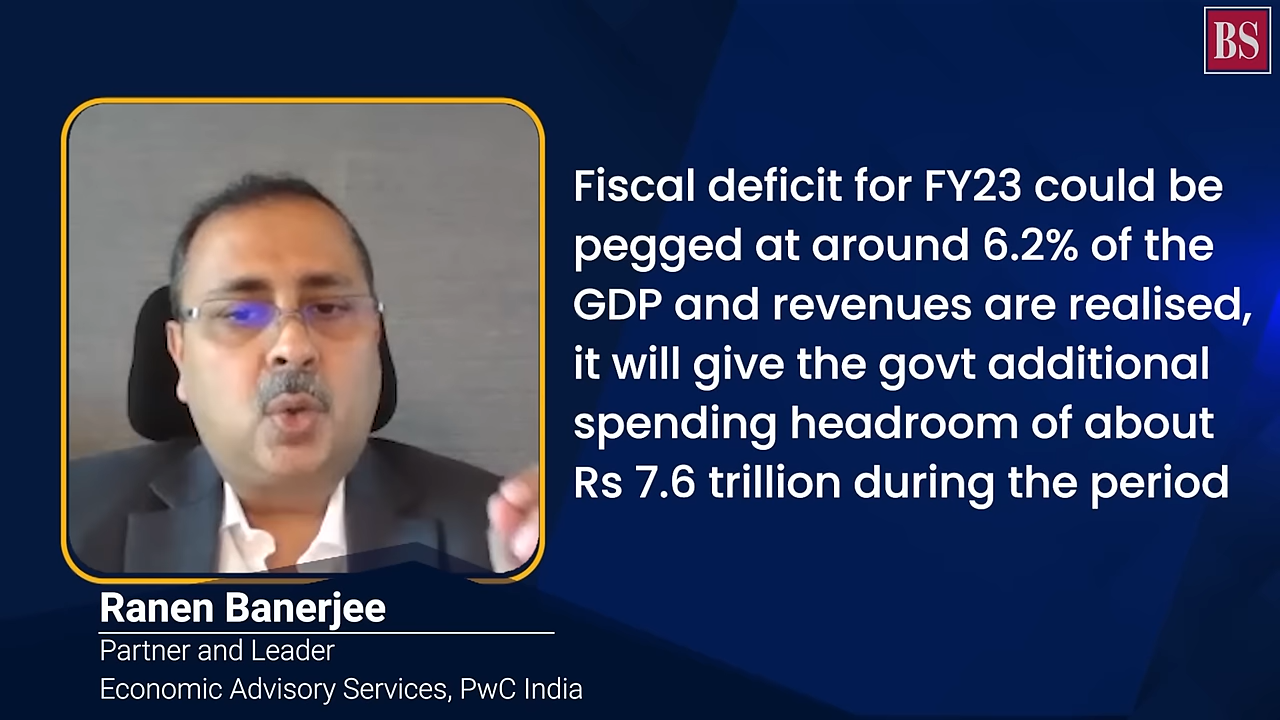 BS
Fiscal deficit for FY23 could be
pegged at around 6.2% of the
GDP and revenues are realised,
it will give the govt additional
spending headroom of about
Rs 7.6 trillion during the period
Ranen Banerjee
Partner and Leader
Economic Advisory Services, PwC India